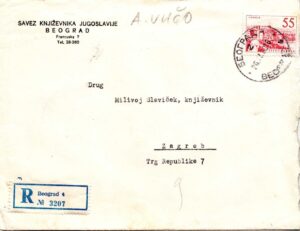 SAVEZ KNJIŽEVNIKA JUGOSLAVIJE
BEOGRAD
Francuska 7
Tel. 28-360
A. VUČO
55
Drug
Milivoj Slaviček, književnik
Zagreb
Trg Republike 7
R
Beograd 4
№ 3207
9